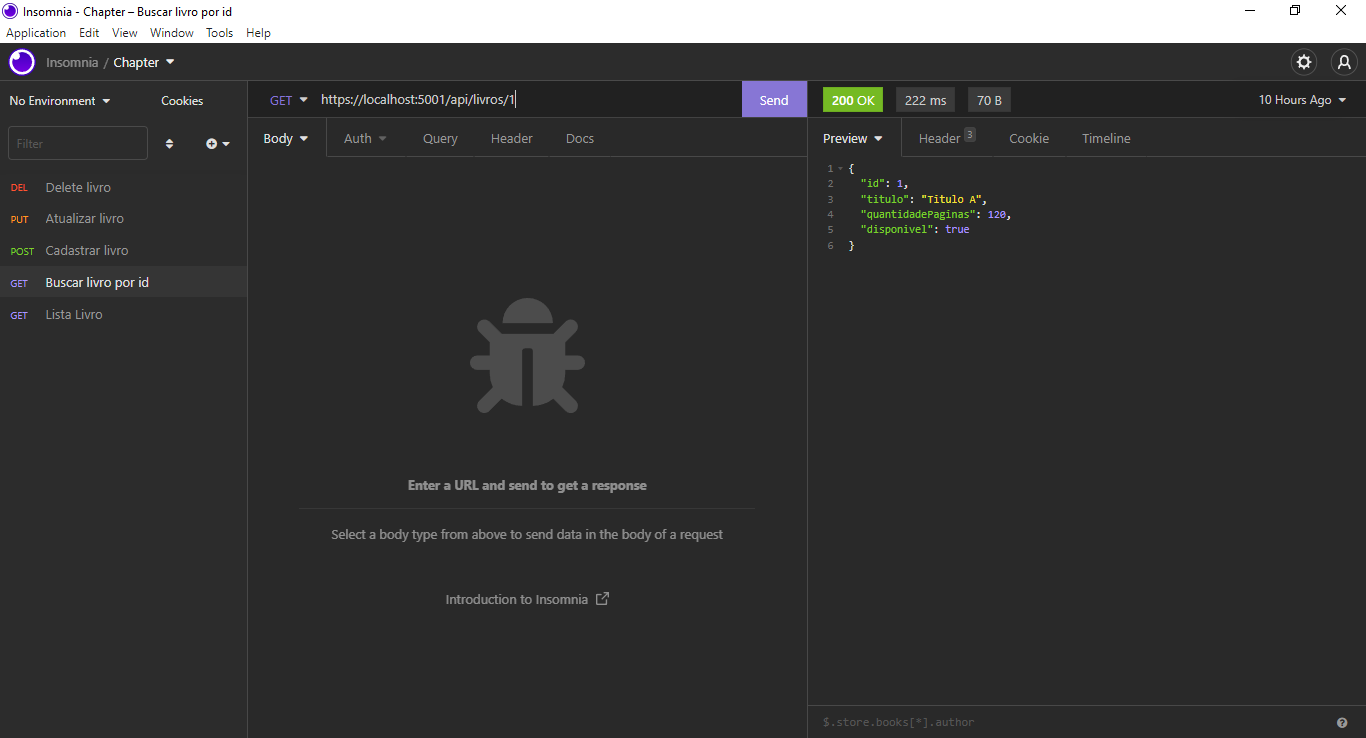 Insomnia - Chapter – Buscar livro por id
Application Edit View Window Tools Help
Insomnia / Chapter
No Environment Cookies
Filter
DEL Delete livro
PUT Atualizar livro
POST Cadastrar livro
GET Buscar livro por id
GET Lista Livro
GET https://localhost:5001/api/livros/1 Send
Body Auth Query Header Docs
Enter a URL and send to get a response
Select a body type from above to send data in the body of a request
Introduction to Insomnia
200 OK 222 ms 70 B 10 Hours Ago
Preview Header 3 Cookie Timeline
1 {
2 "id": 1,
3 "titulo": "Titulo A",
4 "quantidadePaginas": 120,
5 "disponivel": true
6 }
$.store.books[*].author